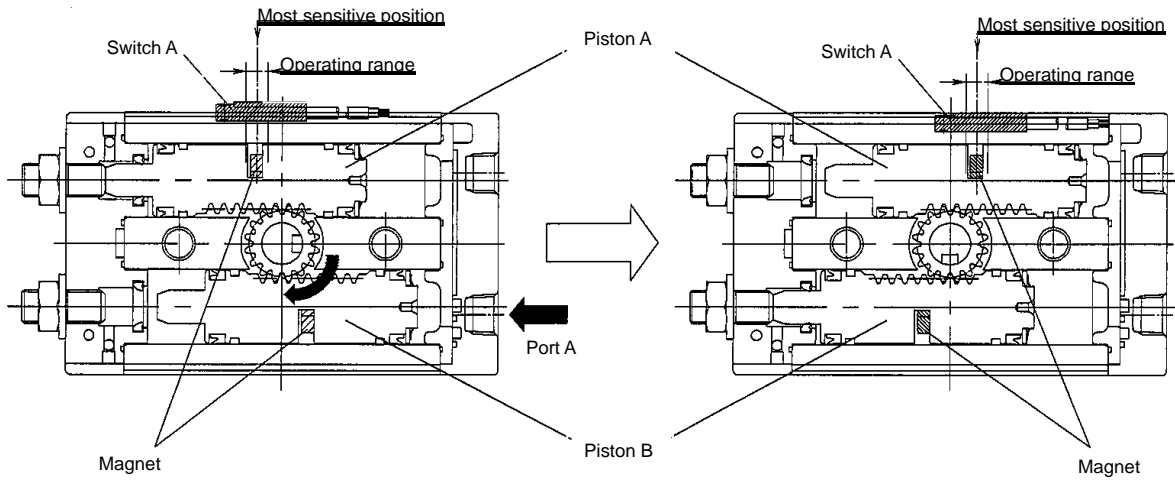 Most sensitive position
Switch A
Operating range
Piston A
Port A
Piston B
Magnet
Most sensitive position
Switch A
Operating range
Magnet